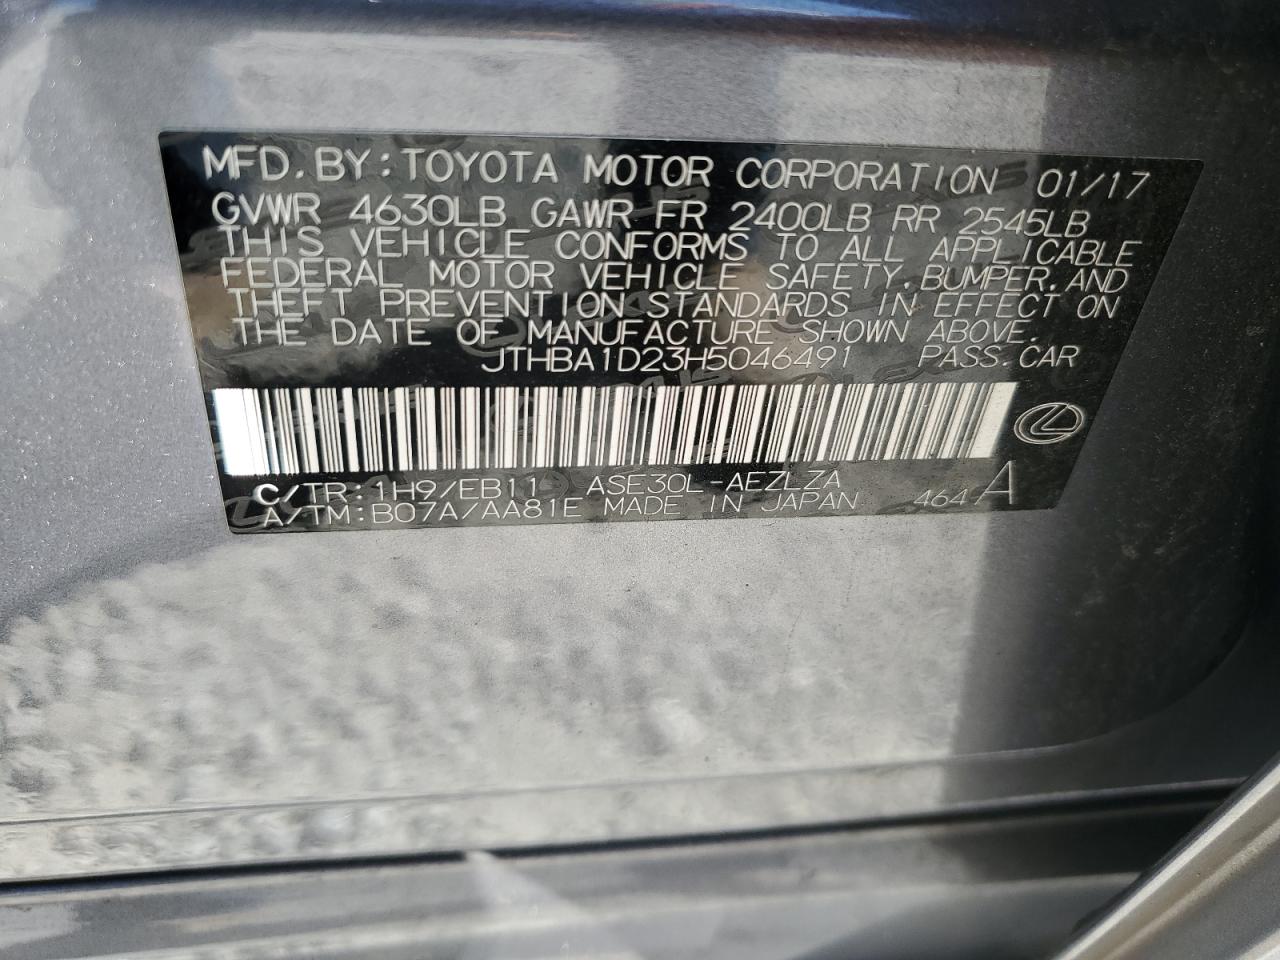 MFD.BY:TOYOTA MOTOR CORPORATION 01/17
GVWR 4630LB GAWR FR 2400LB RR 2545LB
THIS VEHICLE CONFORMS TO ALL APPLICABLE
FEDERAL MOTOR VEHICLE SAFETY.BUMPER.AND
THEFT PREVENTION STANDARDS IN EFFECT ON
THE DATE OF MANUFACTURE SHOWN ABOVE.
JTHBA1D23H5046491 PASS.CAR
C/TR:1H9/EB11 ASE30L-AEZLZA
A/TM:B07A/AA81E MADE IN JAPAN 464 A